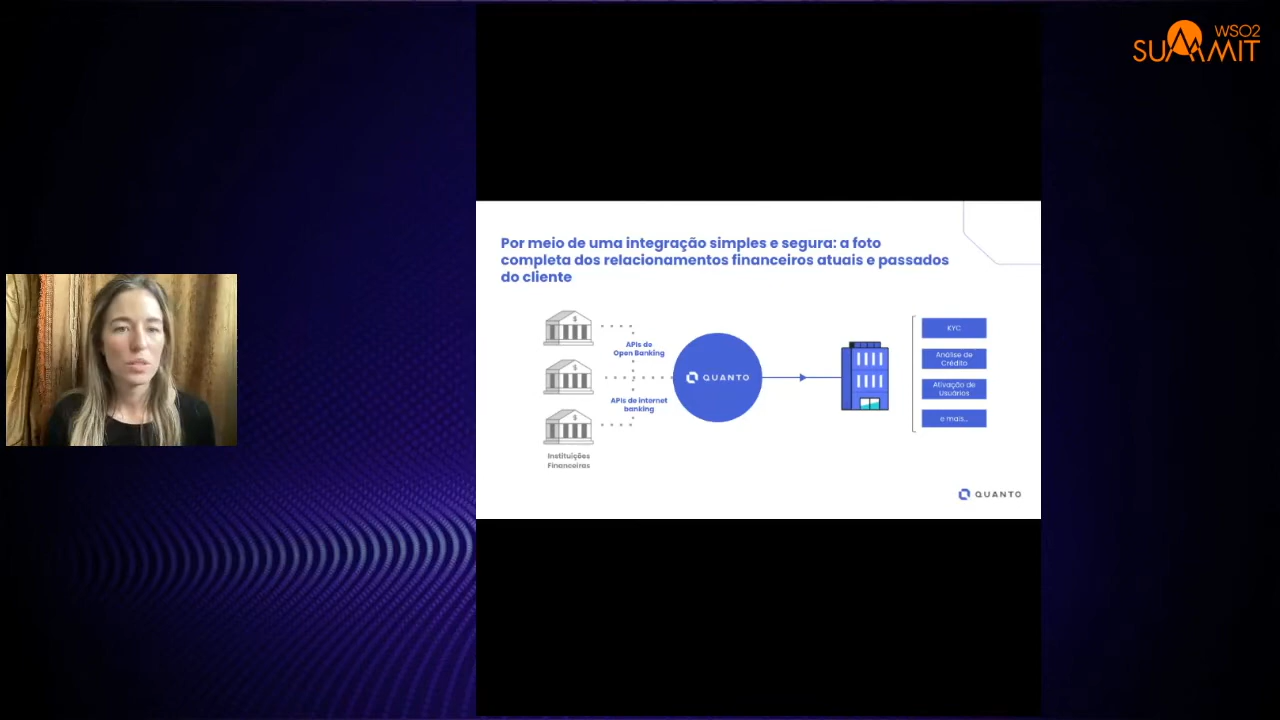 WSO2
SUMMIT
Por meio de uma integração simples e segura: a foto
completa dos relacionamentos financeiros atuais e passados
do cliente
APIs de
Open Banking
APIs de internet
banking
Instituições
Financeiras
QUANTO
KYC
Análise de
Crédito
Ativação de
Usuários
e mais...
QUANTO